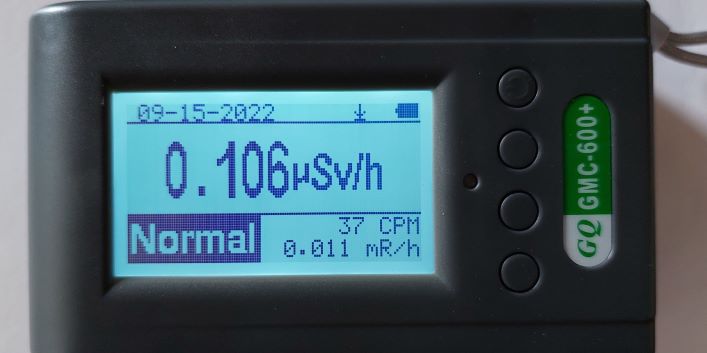 09-15-2022
0.106µSv/h
Normal
37 CPM
0.011 mR/h
GQ GMC-600+